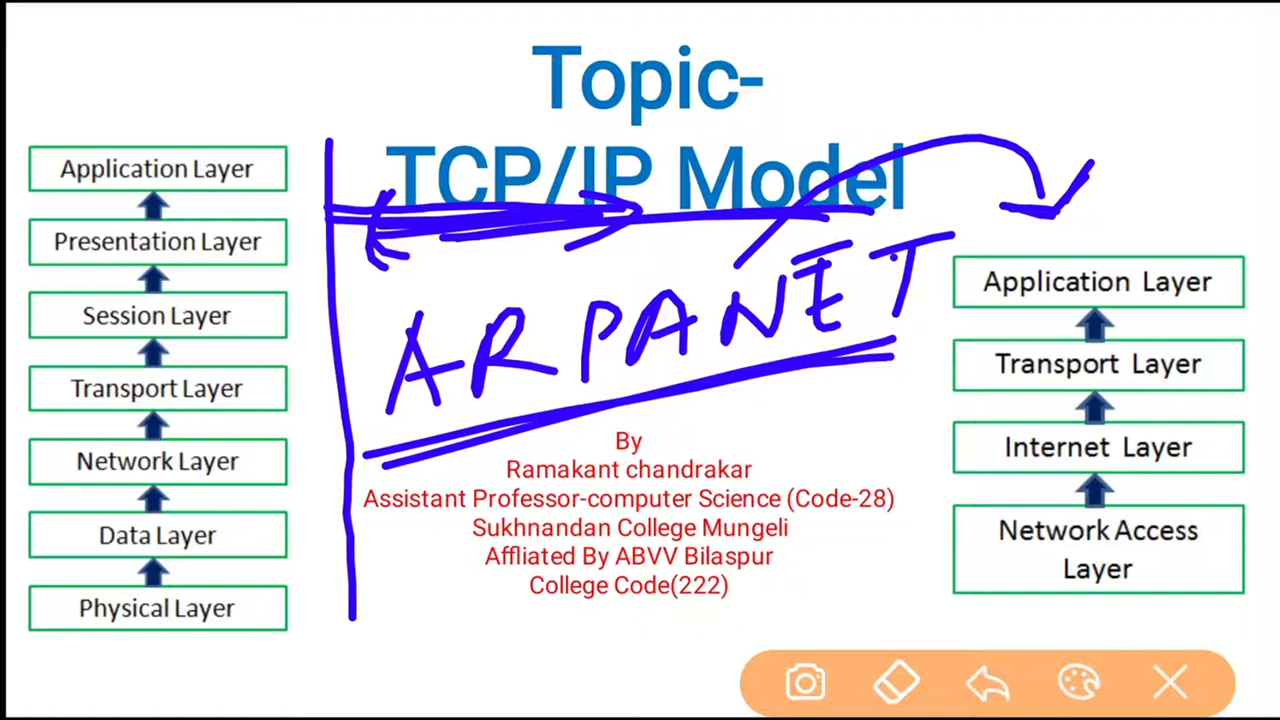 Topic-
TCP/IP Model
Application Layer
Presentation Layer
Session Layer
Transport Layer
Network Layer
Data Layer
Physical Layer
ARPANET
By
Ramakant chandrakar
Assistant Professor-computer Science (Code-28)
Sukhnandan College Mungeli
Affliated By ABVV Bilaspur
College Code(222)
Application Layer
Transport Layer
Internet Layer
Network Access
Layer